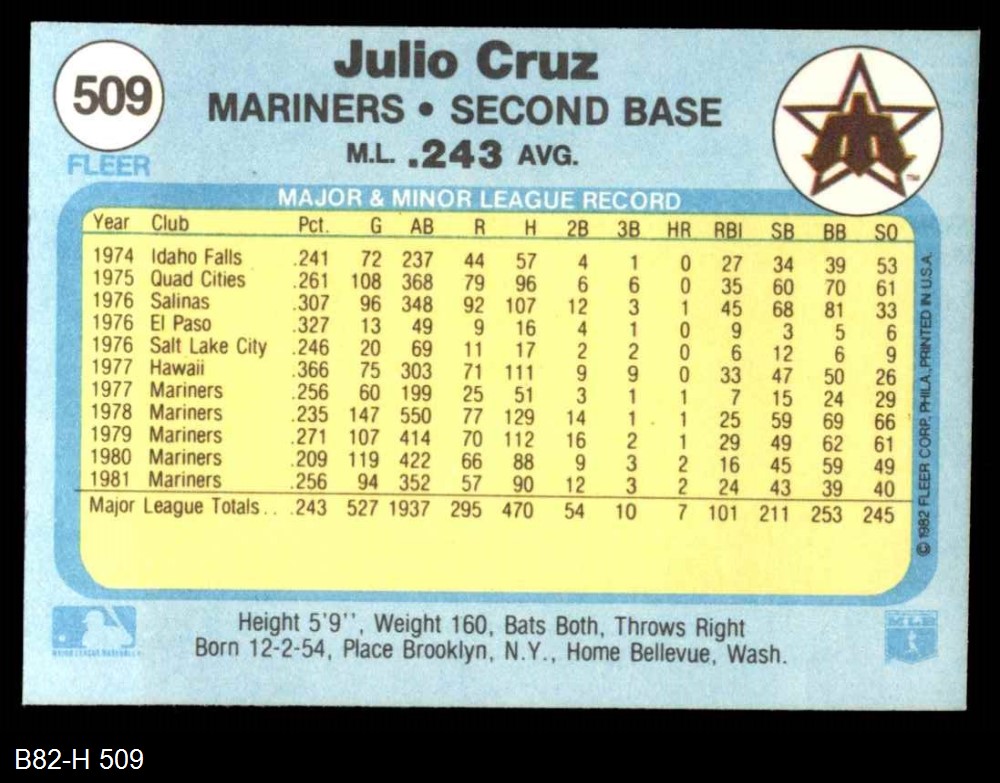 509
FLEER
Julio Cruz
MARINERS • SECOND BASE
M.L. .243 AVG.
TM
MAJOR & MINOR LEAGUE RECORD
Year Club Pct. G AB R H 2B 3B HR RBI SB BB SO
1974 Idaho Falls .241 72 237 44 57 4 1 0 27 34 39 53
1975 Quad Cities .261 108 368 79 96 6 6 0 35 60 70 61
1976 Salinas .307 96 348 92 107 12 3 1 45 68 81 33
1976 El Paso .327 13 49 9 16 4 1 0 9 3 5 6
1976 Salt Lake City .246 20 69 11 17 2 2 0 6 12 6 9
1977 Hawaii .366 75 303 71 111 9 9 0 33 47 50 26
1977 Mariners .256 60 199 25 51 3 1 1 7 15 24 29
1978 Mariners .235 147 550 77 129 14 1 1 25 59 69 66
1979 Mariners .271 107 414 70 112 16 2 1 29 49 62 61
1980 Mariners .209 119 422 66 88 9 3 2 16 45 59 49
1981 Mariners .256 94 352 57 90 12 3 2 24 43 39 40
Major League Totals . . .243 527 1937 295 470 54 10 7 101 211 253 245
© 1982 FLEER CORP, PHILA., PRINTED IN U.S.A.
MAJOR LEAGUE BASEBALL
Height 5'9'', Weight 160, Bats Both, Throws Right
Born 12-2-54, Place Brooklyn, N.Y., Home Bellevue, Wash.
MLB
B82-H 509